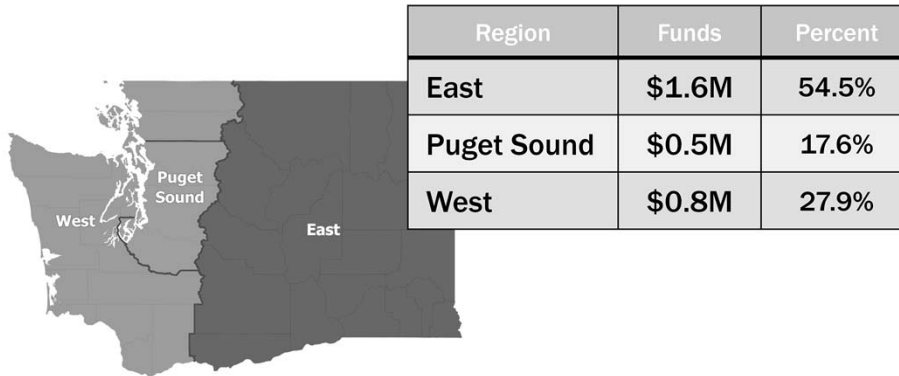 Region Funds Percent
East $1.6M 54.5%
Puget Sound $0.5M 17.6%
West $0.8M 27.9%
Puget
Sound
West
East